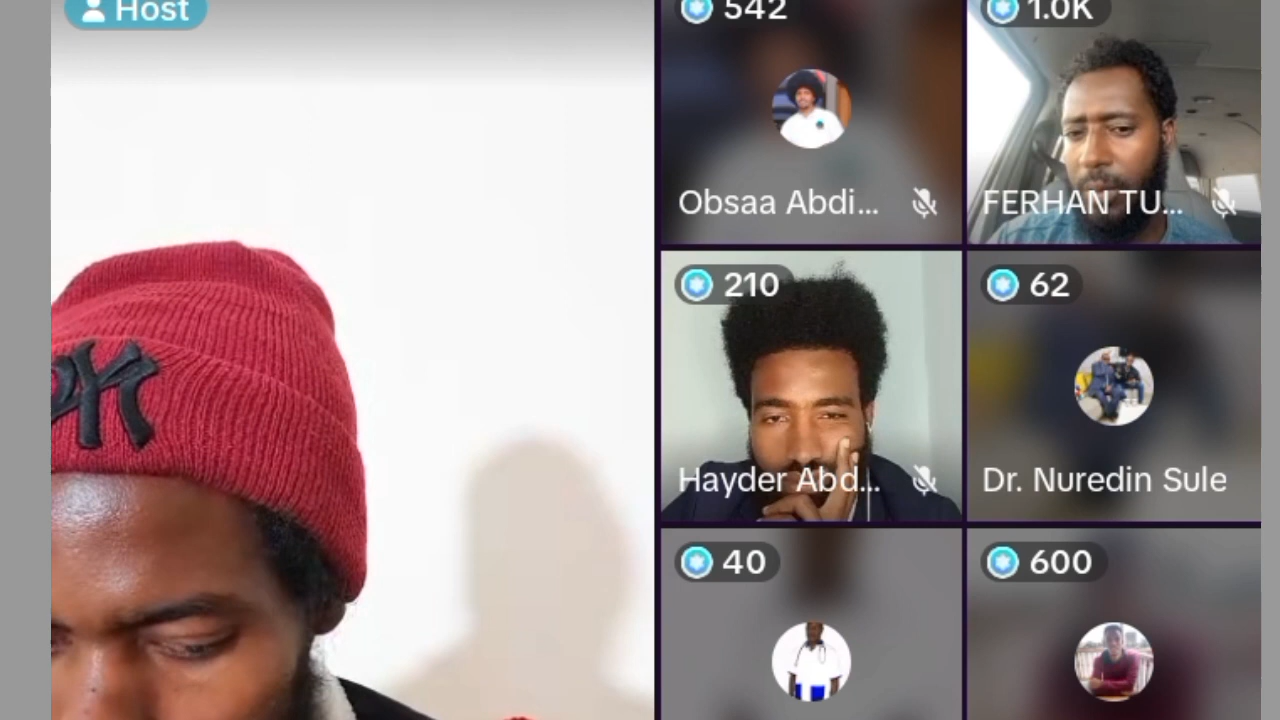 Host
542
1.0K
Obsaa Abdi...
FERHAN TU...
210
62
Hayder Abd...
Dr. Nuredin Sule
40
600